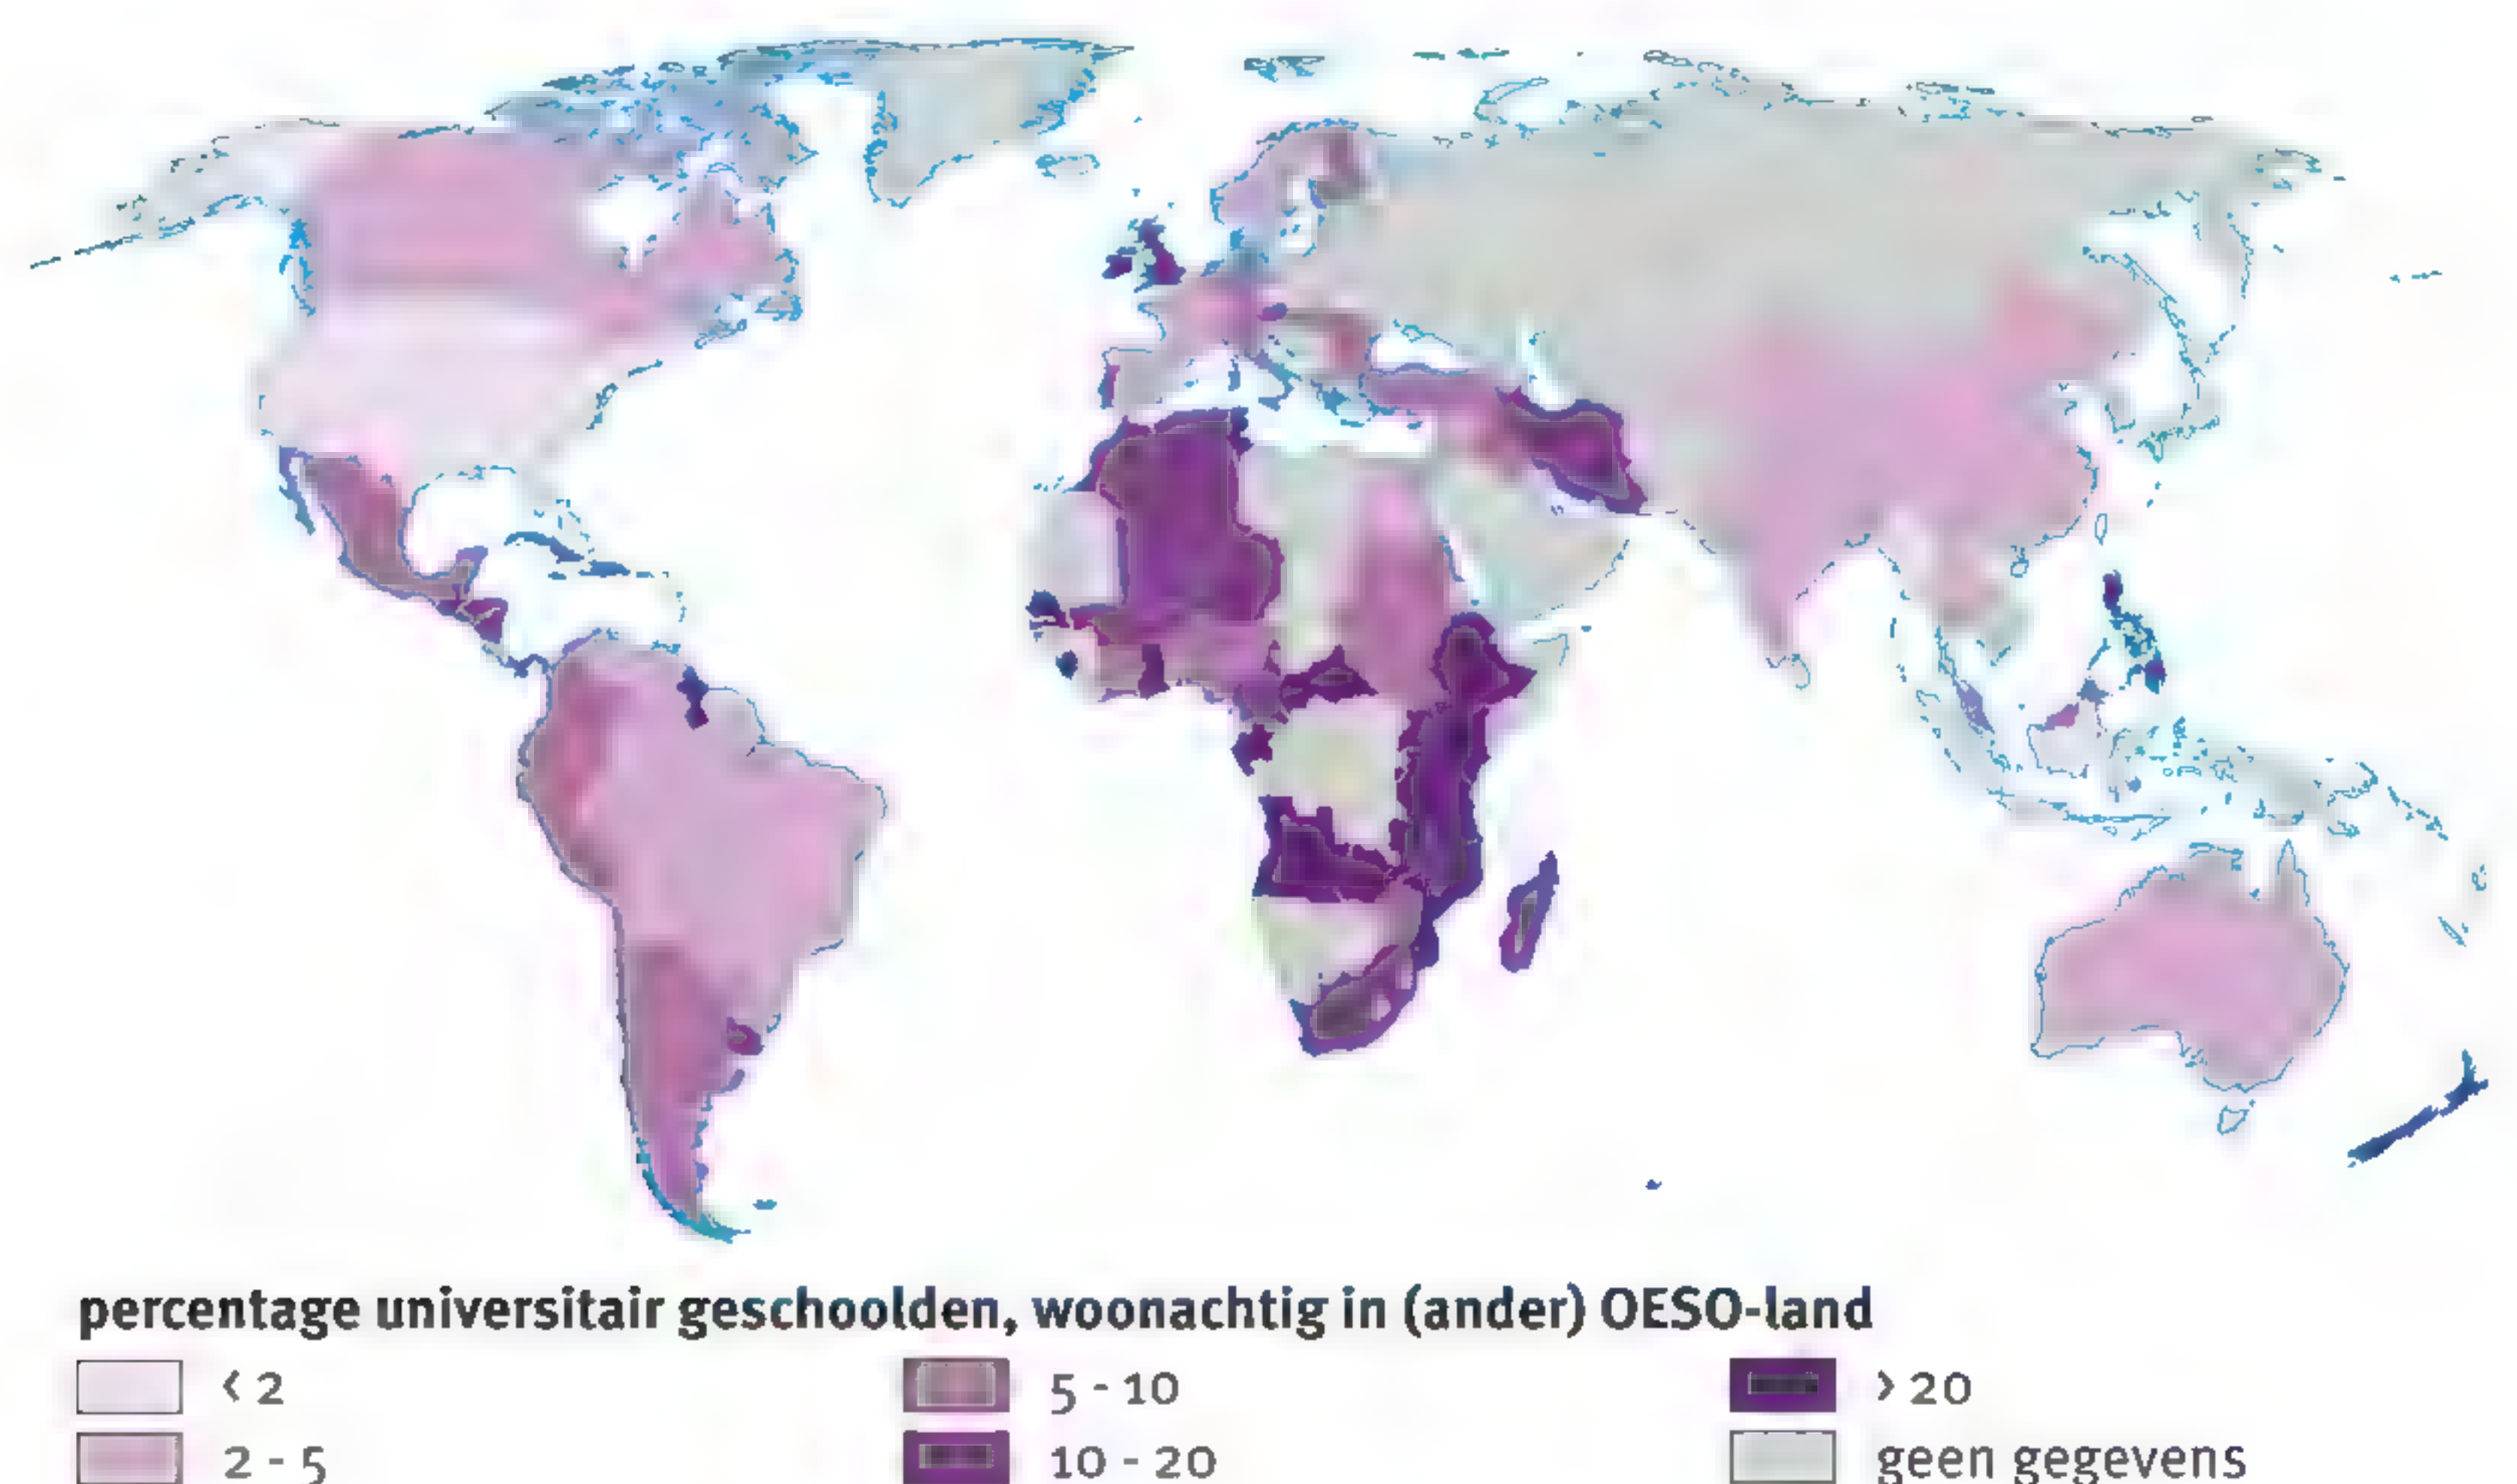 percentage universitair geschoolden, woonachtig in (ander) OESO-land
< 2
5 - 10
> 20
2 - 5
10 - 20
geen gegevens